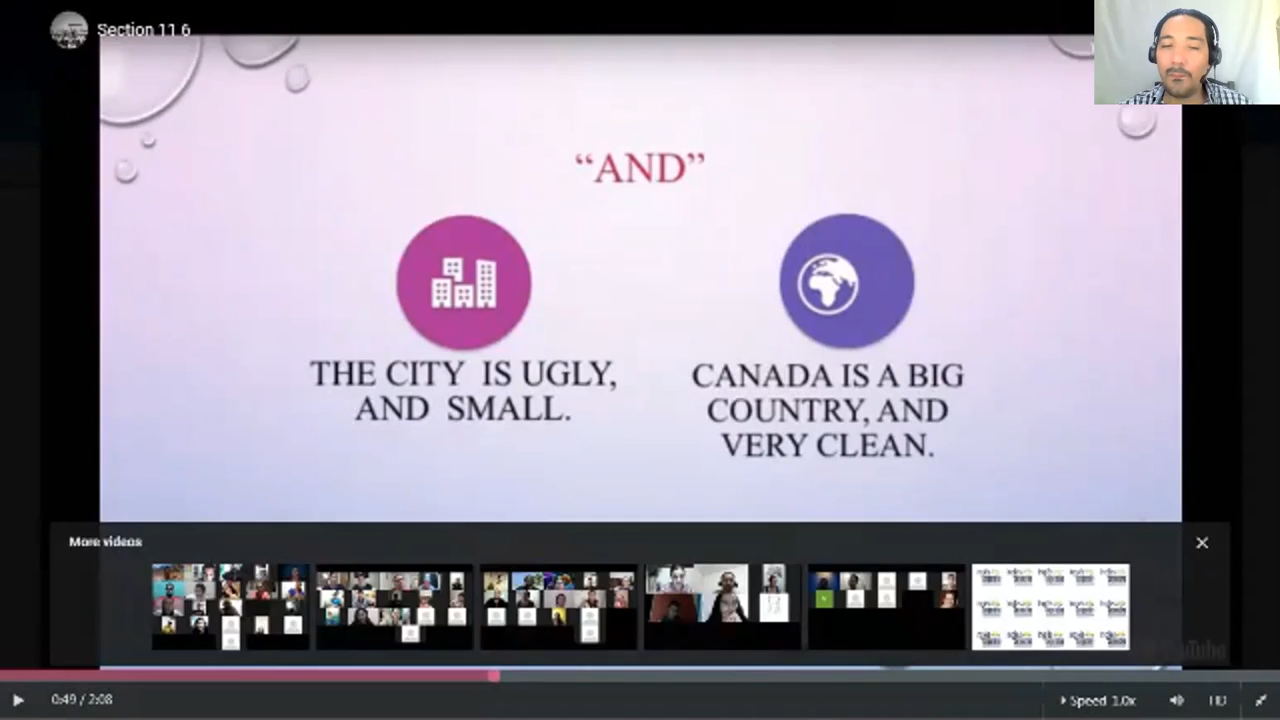 Section 11 6
“AND”
THE CITY IS UGLY,
AND SMALL.
CANADA IS A BIG
COUNTRY, AND
VERY CLEAN.
More videos
0:49 / 2:08
Speed 1.0x
HD